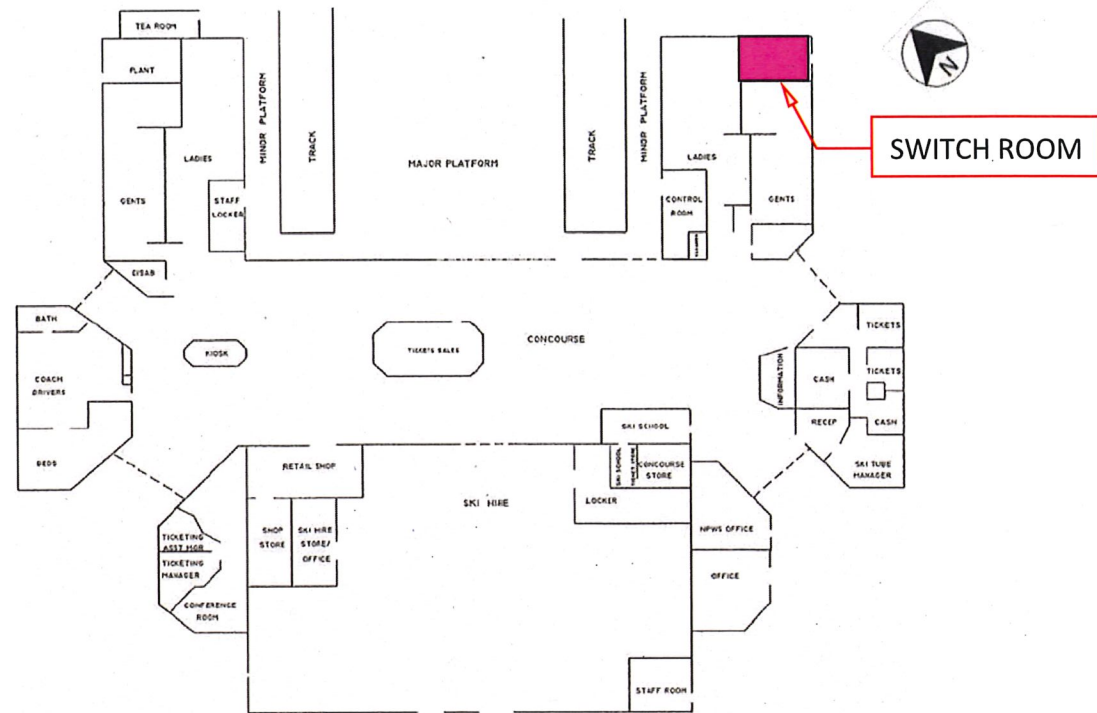 TEA ROOM
PLANT
GENTS
LADIES
STAFF
LOCKER
DISAB
MINOR PLATFORM
TRACK
MAJOR PLATFORM
TRACK
MINOR PLATFORM
LADIES
CONTROL
ROOM
GENTS
N
SWITCH ROOM
BATH
COACH
DRIVERS
BEDS
KIOSK
TICKETS SALES
CONCOURSE
INFORMATION
CASH
RECEP
TICKETS
TICKETS
CASH
SKI TUBE
MANAGER
TICKETING
ASST MGR
TICKETING
MANAGER
CONFERENCE
ROOM
RETAIL SHOP
SHOP
STORE
SKI HIRE
STORE/
OFFICE
SKI HIRE
SKI SCHOOL
SKI SCHOOL
CONCOURSE
STORE
LOCKER
NPWS OFFICE
OFFICE
STAFF ROOM